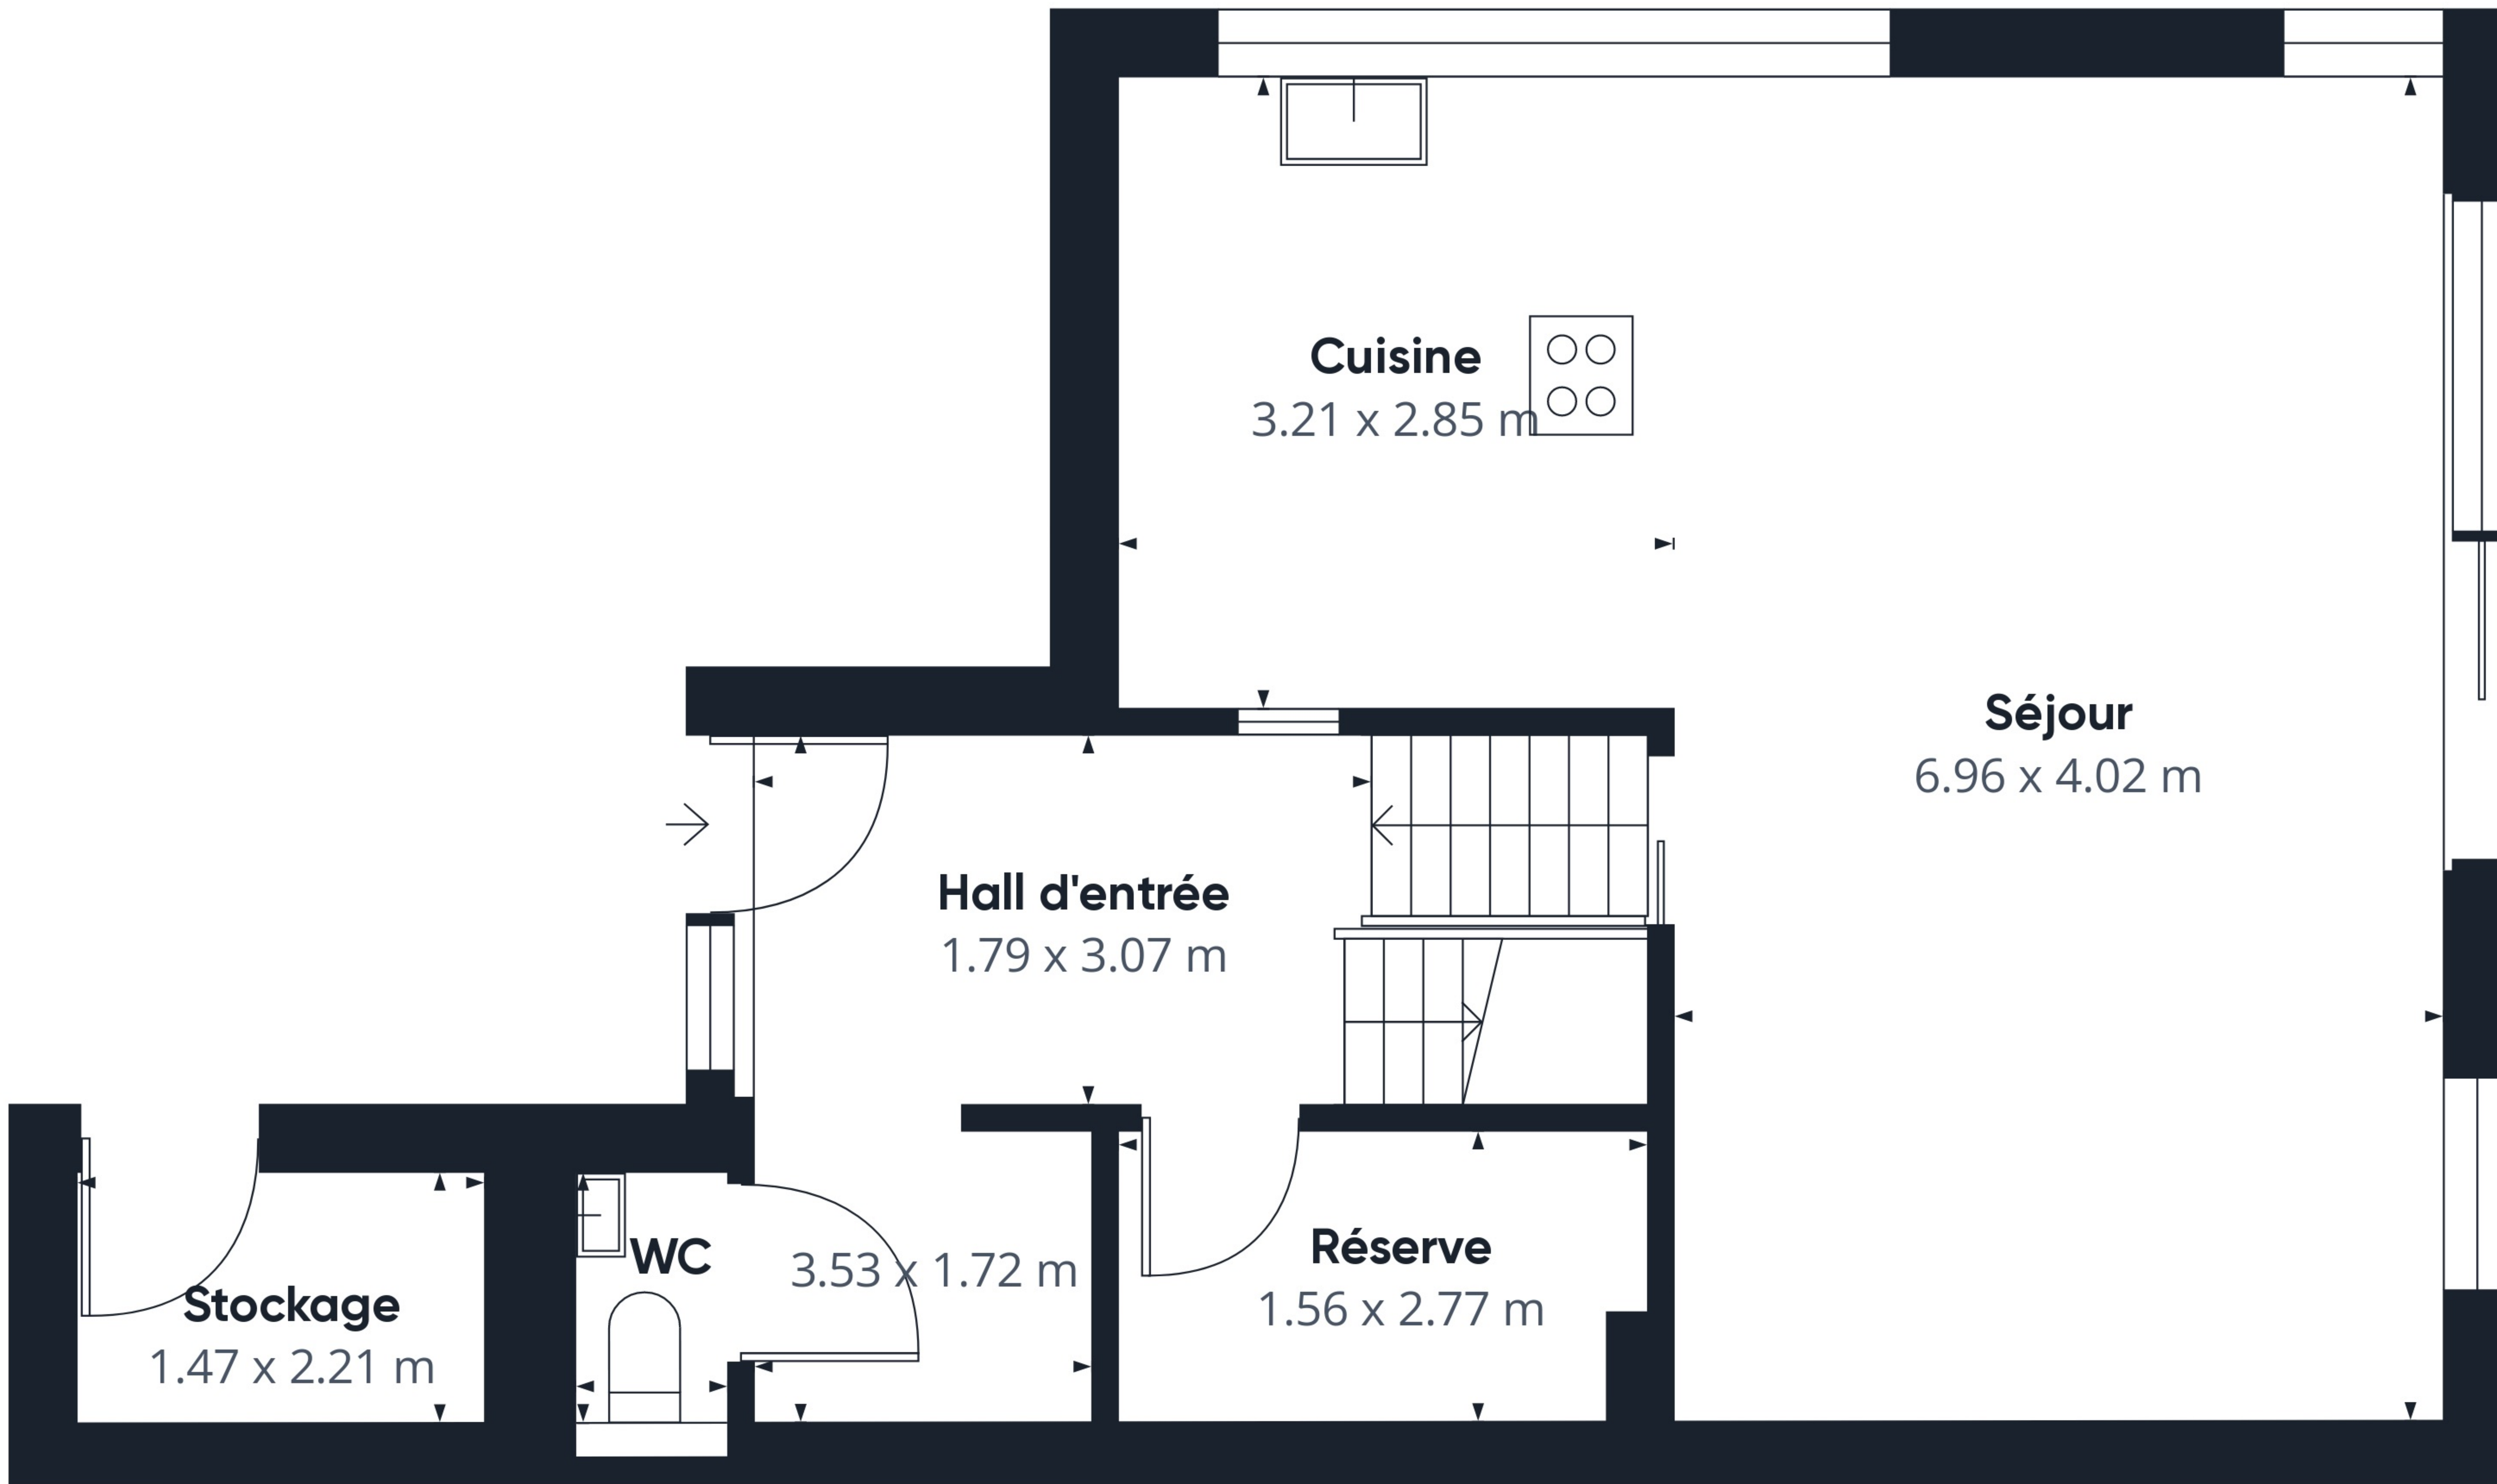 Cuisine
3.21 x 2.85 m
Séjour
6.96 x 4.02 m
Hall d'entrée
1.79 x 3.07 m
WC
3.53 x 1.72 m
Réserve
1.56 x 2.77 m
Stockage
1.47 x 2.21 m